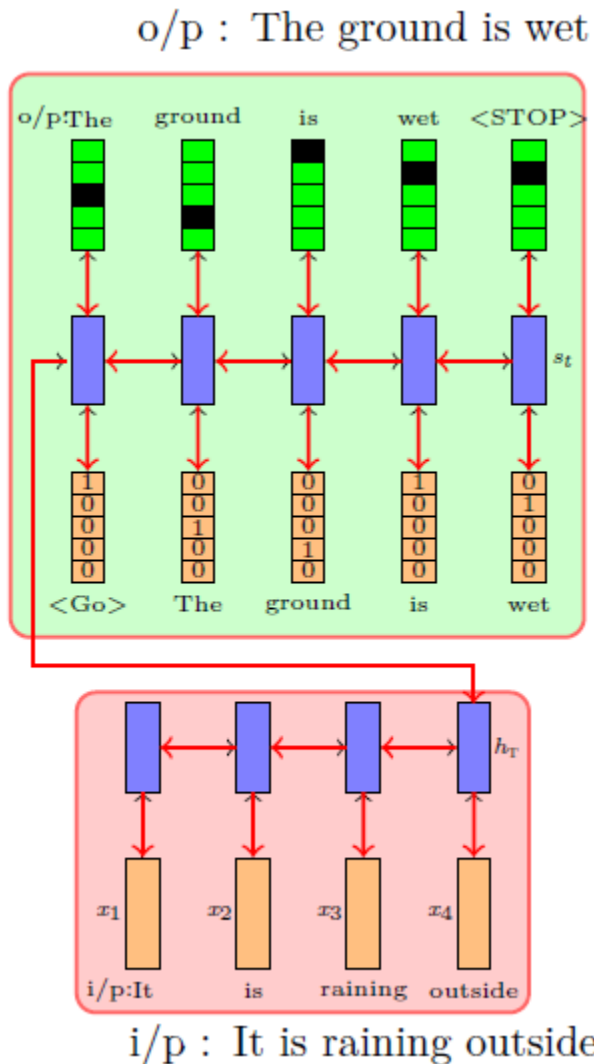 o/p : The ground is wet
o/p:The ground is wet <STOP>
s_t
1 0 0 1 0
0 0 0 0 1
0 1 0 0 0
0 0 1 0 0
0 0 0 0 0
<Go> The ground is wet
h_T
x_1 x_2 x_3 x_4
i/p:It is raining outside
i/p : It is raining outside